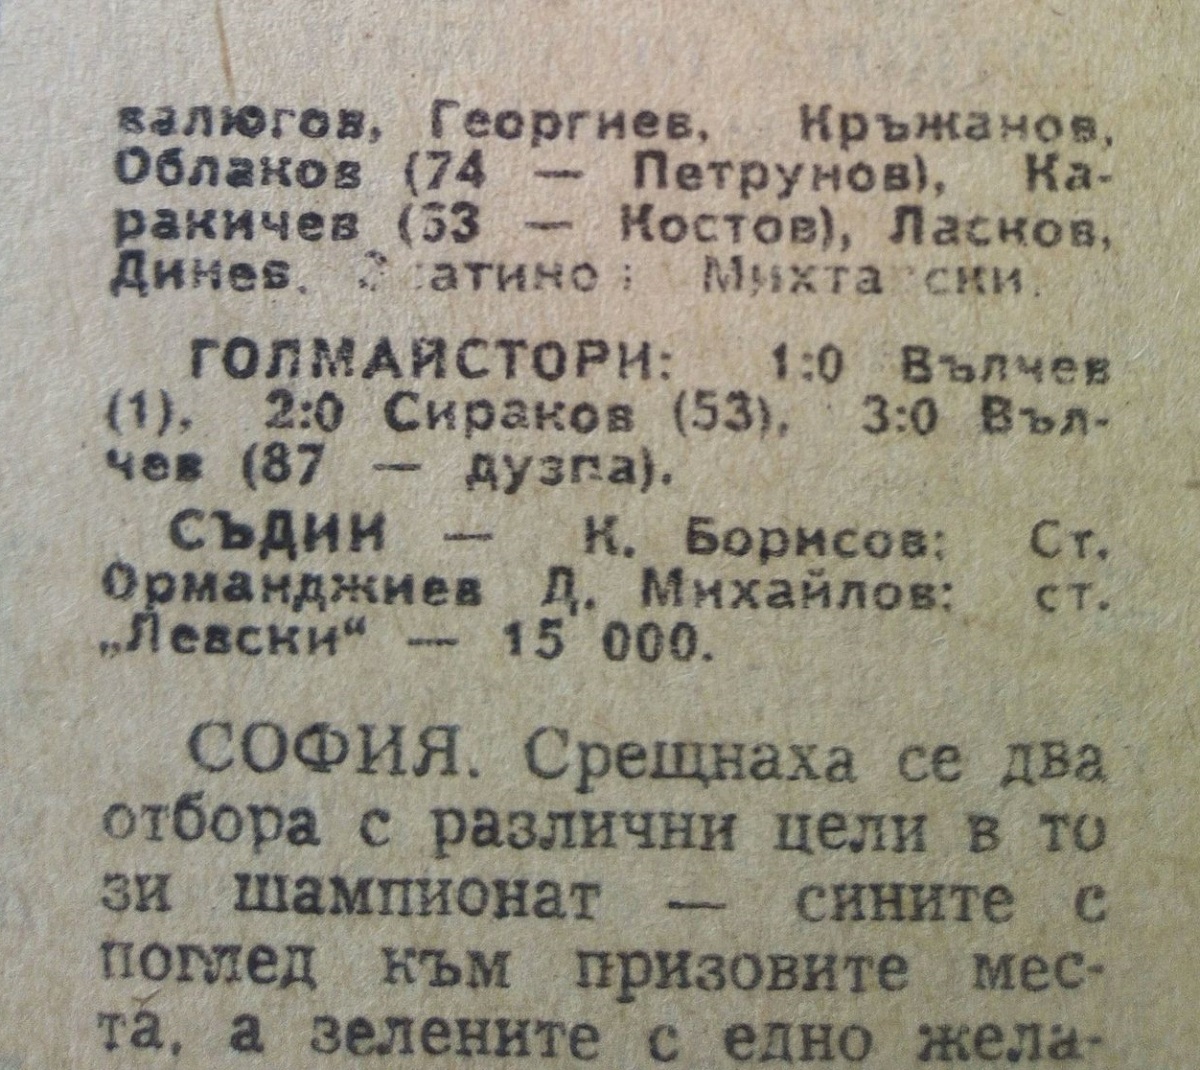 валюгов, Георгиев, Кръжанов,
Облаков (74 — Петрунов), Ка-
ракичев (53 — Костов), Ласков,
Динев.
ГОЛМАЙСТОРИ: 1:0 Вълчев
(1), 2:0 Сираков (53), 3:0 Въл-
чев (87 — дузпа).
СЪДИИ — К. Борисов; Ст.
Орманджиев Д. Михайлов; ст.
„Левски“ — 15 000.
СОФИЯ. Срещнаха се два
отбора с различни цели в то
зи шампионат — сините с
поглед към призовите мес-
та, а зелените с едно жела-